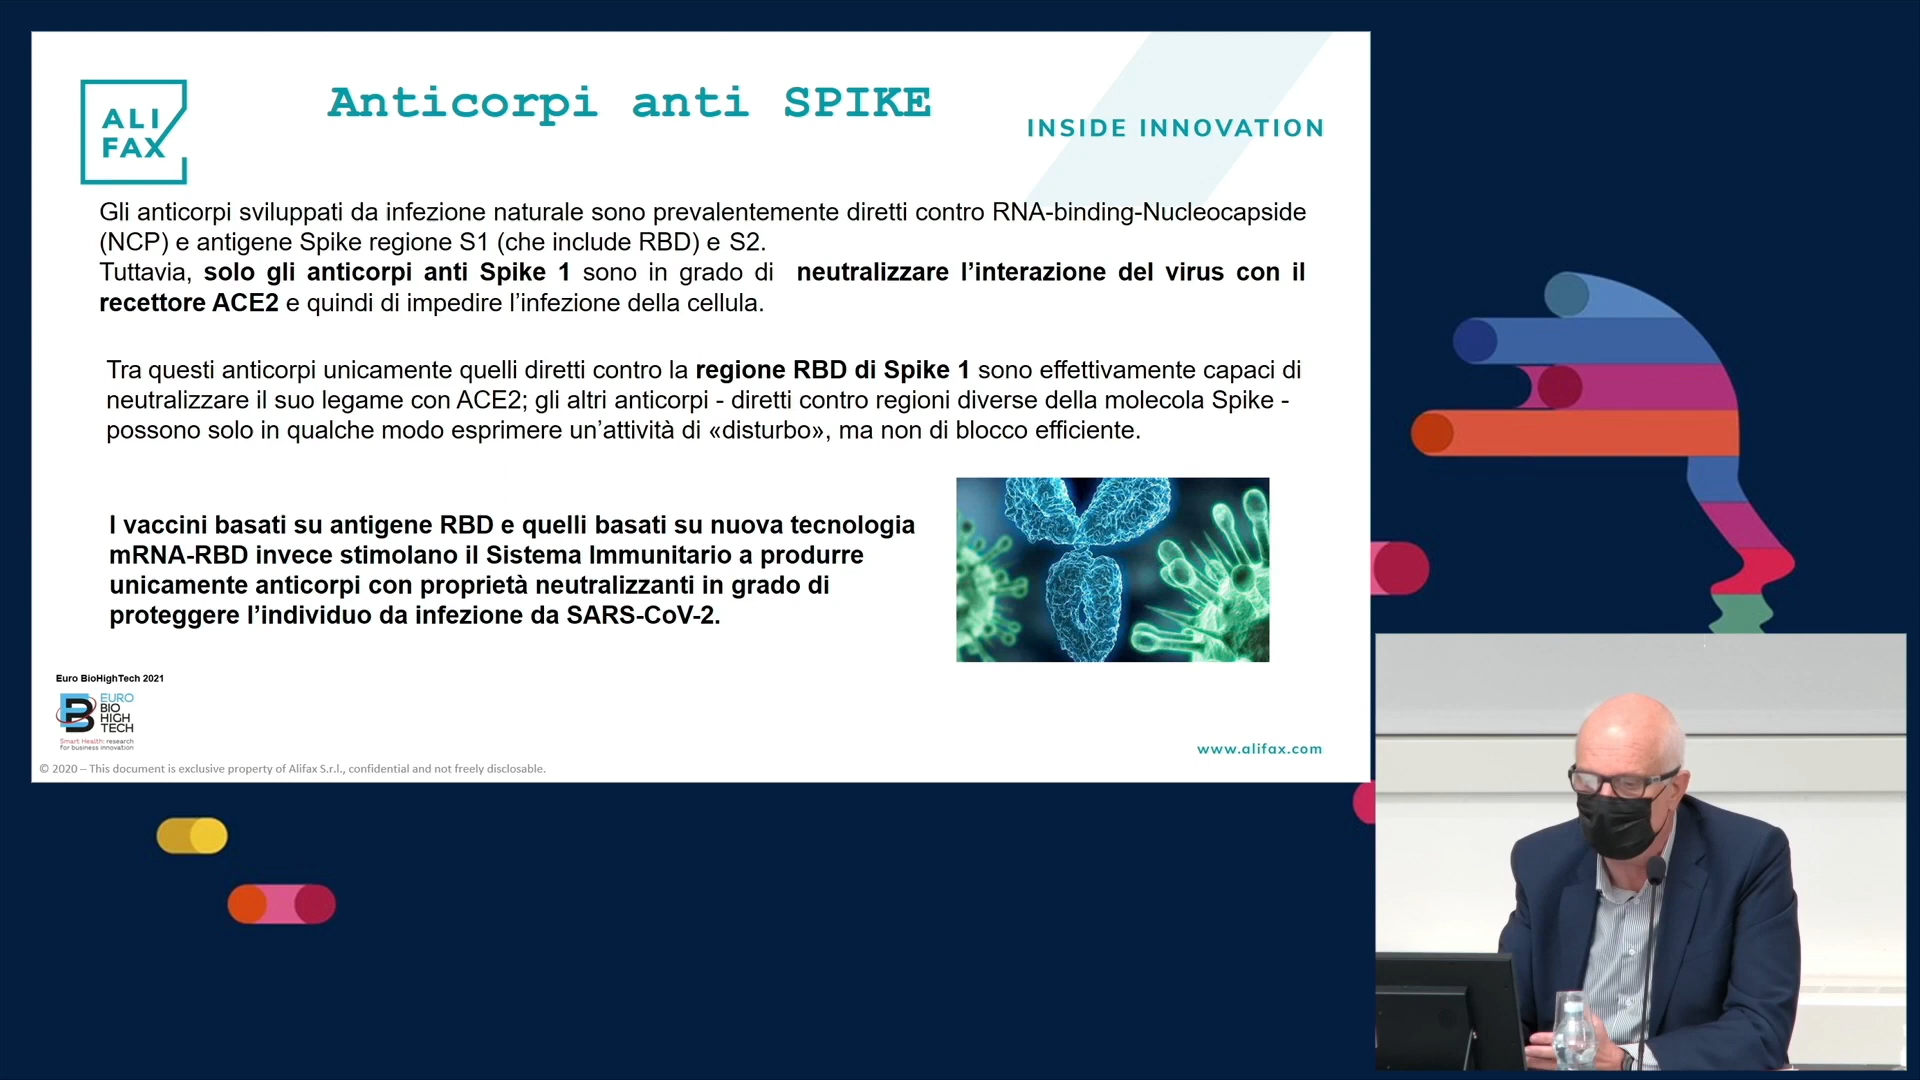 ALI
FAX
Anticorpi anti SPIKE
INSIDE INNOVATION
Gli anticorpi sviluppati da infezione naturale sono prevalentemente diretti contro RNA-binding-Nucleocapside
(NCP) e antigene Spike regione S1 (che include RBD) e S2.
Tuttavia, solo gli anticorpi anti Spike 1 sono in grado di neutralizzare l’interazione del virus con il
recettore ACE2 e quindi di impedire l’infezione della cellula.
Tra questi anticorpi unicamente quelli diretti contro la regione RBD di Spike 1 sono effettivamente capaci di
neutralizzare il suo legame con ACE2; gli altri anticorpi - diretti contro regioni diverse della molecola Spike -
possono solo in qualche modo esprimere un’attività di «disturbo», ma non di blocco efficiente.
I vaccini basati su antigene RBD e quelli basati su nuova tecnologia
mRNA-RBD invece stimolano il Sistema Immunitario a produrre
unicamente anticorpi con proprietà neutralizzanti in grado di
proteggere l’individuo da infezione da SARS-CoV-2.
Euro BioHighTech 2021
B
EURO
BIO
HIGH
TECH
Smart Health: research
for business innovation
www.alifax.com
© 2020 – This document is exclusive property of Alifax S.r.l., confidential and not freely disclosable.